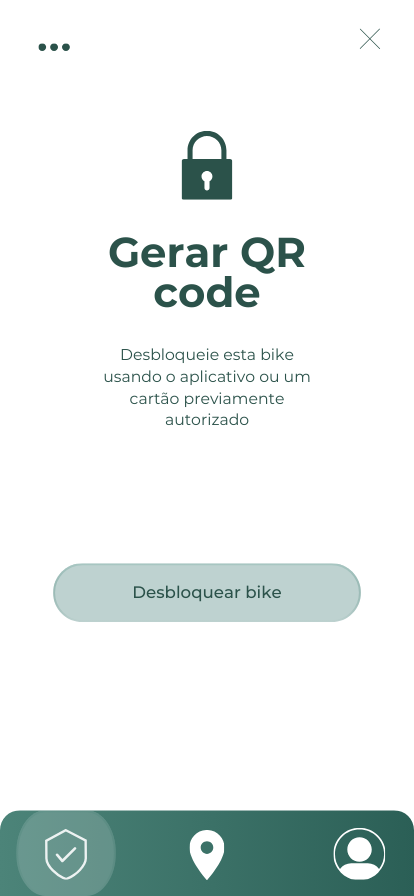 Gerar QR
code
Desbloqueie esta bike
usando o aplicativo ou um
cartão previamente
autorizado
Desbloquear bike